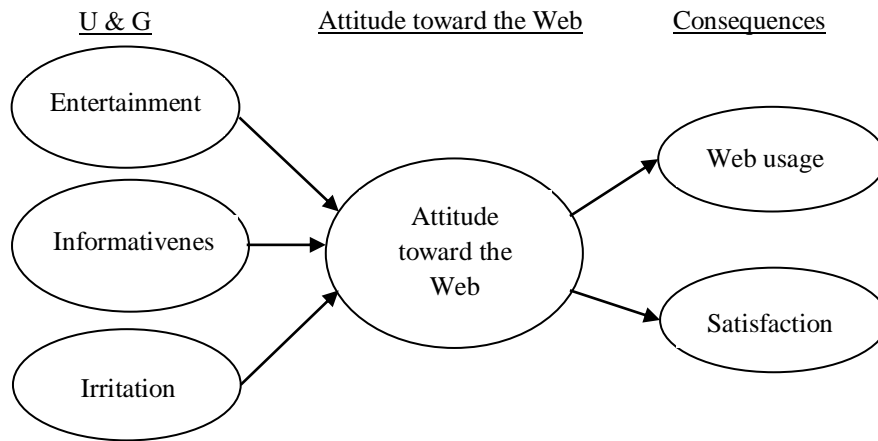 U & G
Attitude toward the Web
Consequences
Entertainment
Informativenes
Irritation
Attitude
toward the
Web
Web usage
Satisfaction